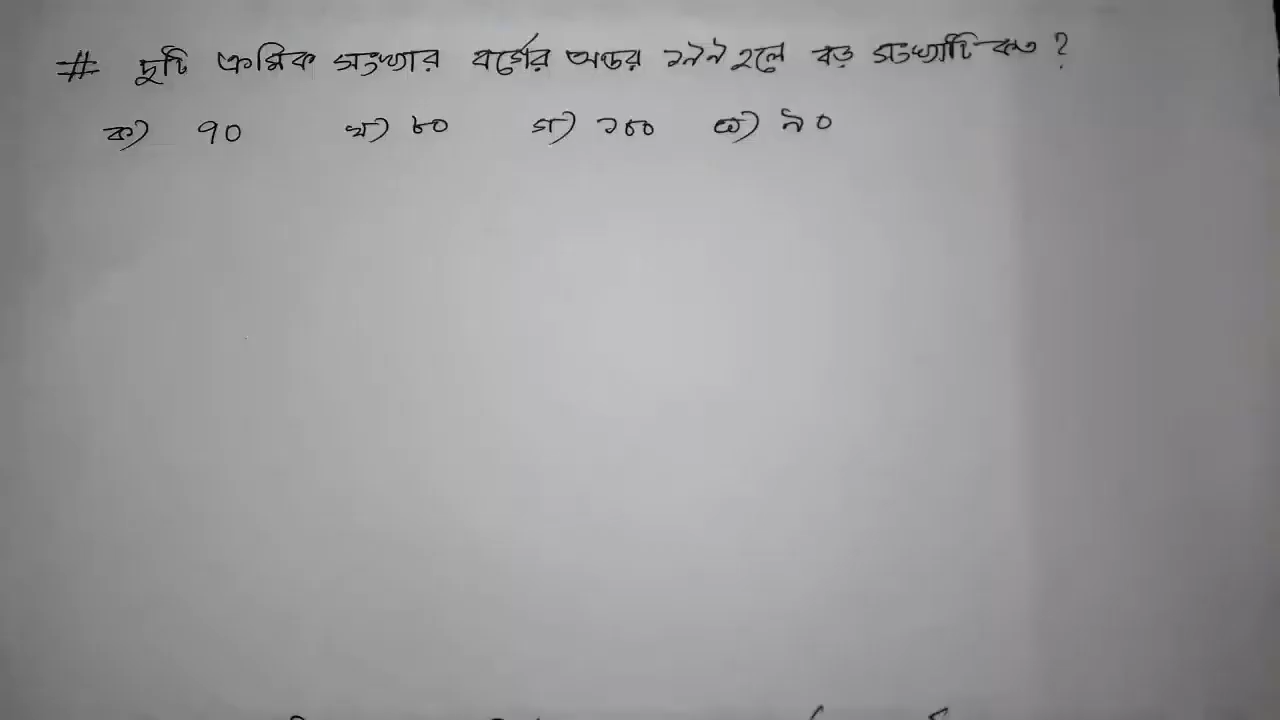 # দুটি ক্রমিক সংখ্যার বর্গের অন্তর ১৯৯ হলে বড় সংখ্যাটি কত ?
ক) ৭০ খ) ৮০ গ) ১০০ ঘ) ৯০